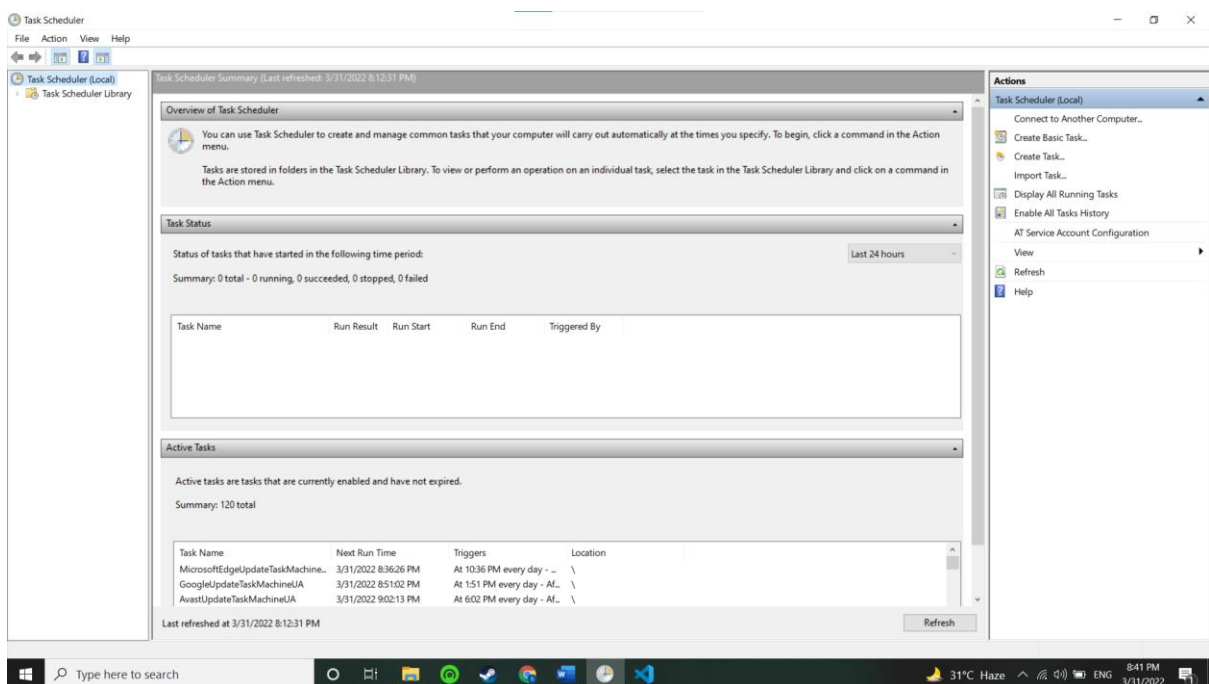 Task Scheduler
File Action View Help
Task Scheduler (Local)
Task Scheduler Library
Task Scheduler Summary (Last refreshed: 3/31/2022 8:12:31 PM)
Overview of Task Scheduler
You can use Task Scheduler to create and manage common tasks that your computer will carry out automatically at the times you specify. To begin, click a command in the Action
menu.
Tasks are stored in folders in the Task Scheduler Library. To view or perform an operation on an individual task, select the task in the Task Scheduler Library and click on a command in
the Action menu.
Task Status
Status of tasks that have started in the following time period:
Last 24 hours
Summary: 0 total - 0 running, 0 succeeded, 0 stopped, 0 failed
Task Name Run Result Run Start Run End Triggered By
Active Tasks
Active tasks are tasks that are currently enabled and have not expired.
Summary: 120 total
Task Name Next Run Time Triggers Location
MicrosoftEdgeUpdateTaskMachine... 3/31/2022 8:36:26 PM At 10:36 PM every day - ... \
GoogleUpdateTaskMachineUA 3/31/2022 8:51:02 PM At 1:51 PM every day - Af... \
AvastUpdateTaskMachineUA 3/31/2022 9:02:13 PM At 6:02 PM every day - Af... \
Last refreshed at 3/31/2022 8:12:31 PM
Refresh
Actions
Task Scheduler (Local)
Connect to Another Computer...
Create Basic Task...
Create Task...
Import Task...
Display All Running Tasks
Enable All Tasks History
AT Service Account Configuration
View
Refresh
Help
Type here to search
31°C Haze
ENG
8:41 PM
3/31/2022